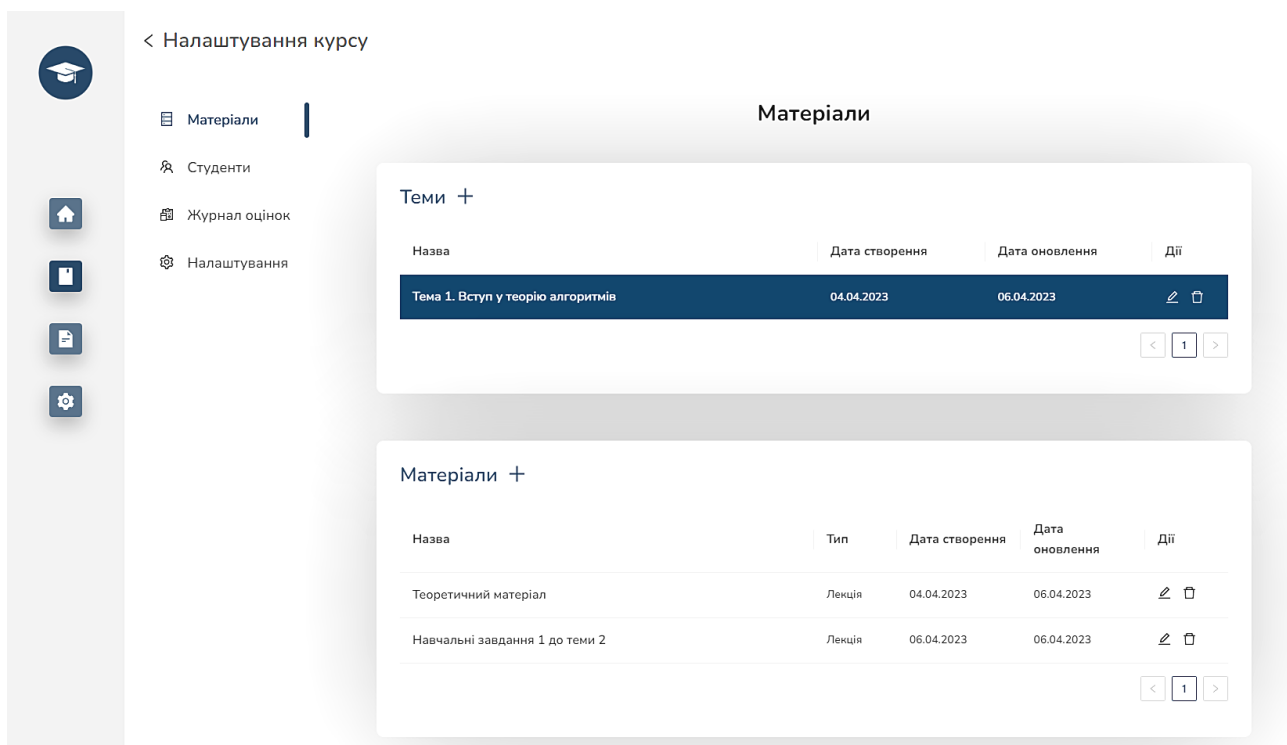 < Налаштування курсу
Матеріали
Студенти
Журнал оцінок
Налаштування
Матеріали
Теми +
Назва Дата створення Дата оновлення Дії
Тема 1. Вступ у теорію алгоритмів 04.04.2023 06.04.2023
< 1 >
Матеріали +
Назва Тип Дата створення Дата оновлення Дії
Теоретичний матеріал Лекція 04.04.2023 06.04.2023
Навчальні завдання 1 до теми 2 Лекція 06.04.2023 06.04.2023
< 1 >